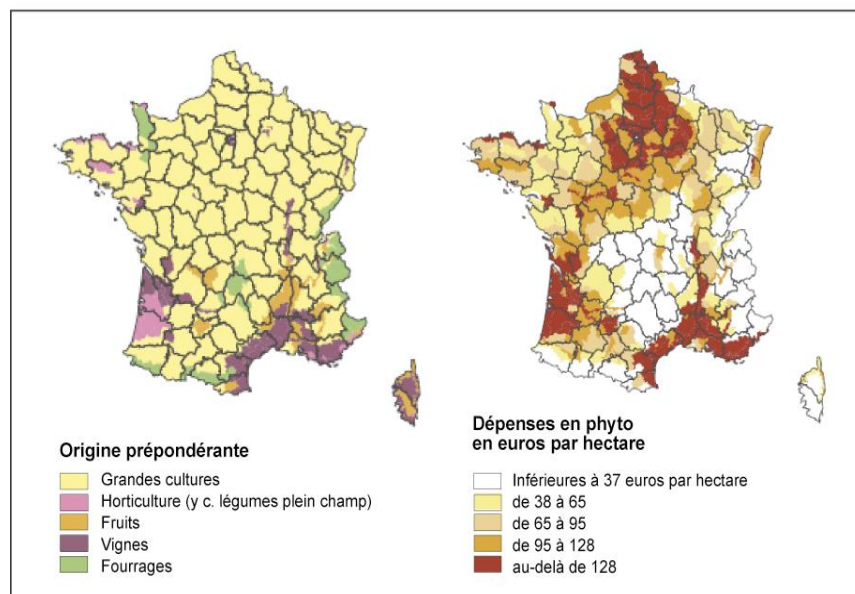 Origine prépondérante
Grandes cultures
Horticulture (y c. légumes plein champ)
Fruits
Vignes
Fourrages
Dépenses en phyto
en euros par hectare
Inférieures à 37 euros par hectare
de 38 à 65
de 65 à 95
de 95 à 128
au-delà de 128